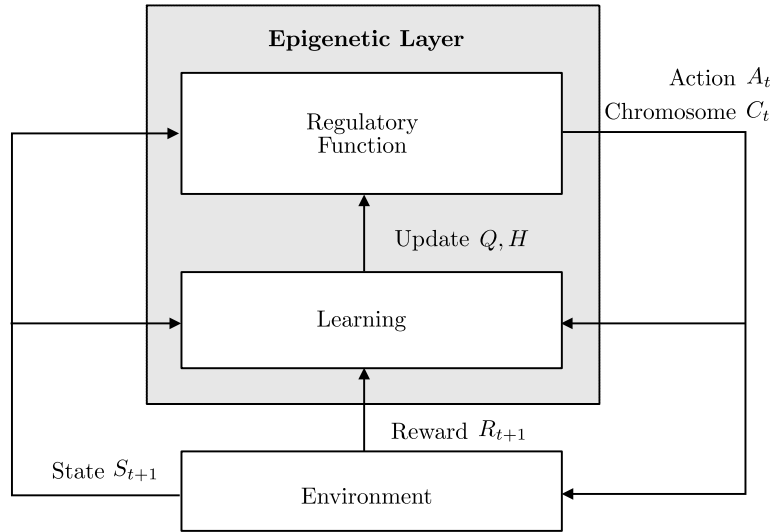 Epigenetic Layer
Action A_t
Chromosome C_t
Regulatory
Function
Update Q, H
Learning
Reward R_{t+1}
State S_{t+1}
Environment